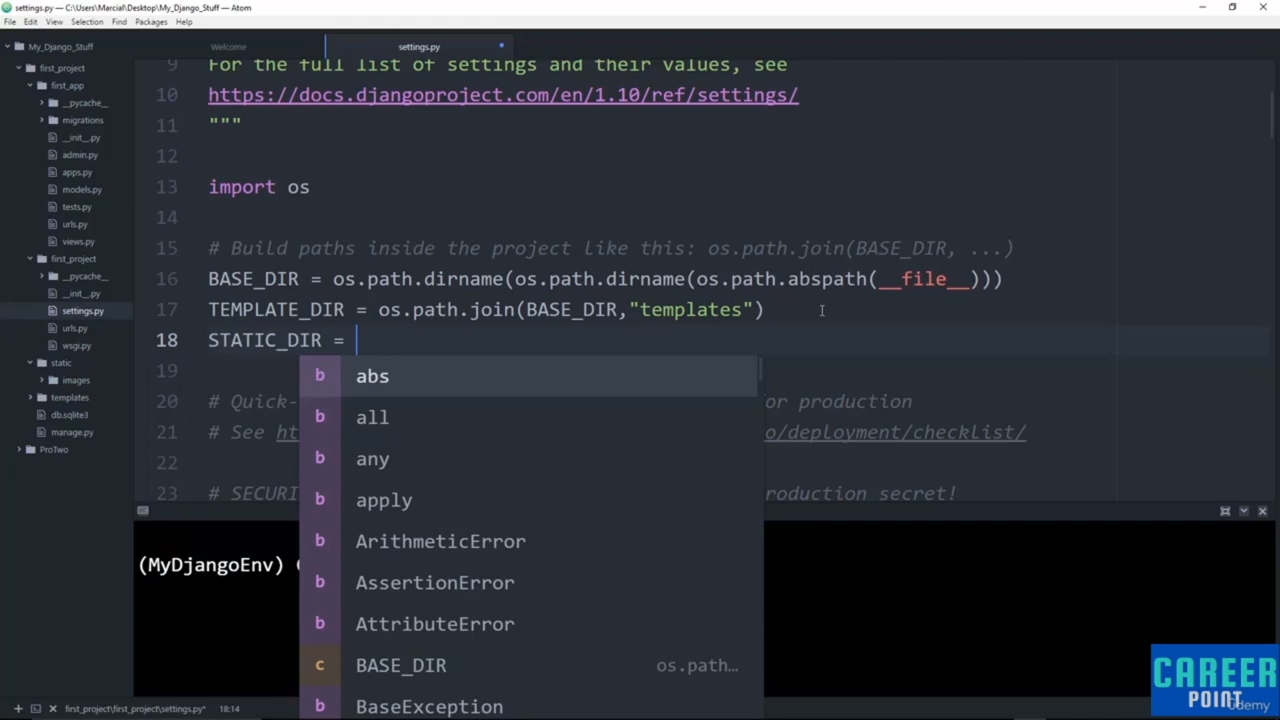 settings.py — C:\Users\Marcial\Desktop\My_Django_Stuff — Atom
File Edit View Selection Find Packages Help
My_Django_Stuff
first_project
first_app
__pycache__
migrations
__init__.py
admin.py
apps.py
models.py
tests.py
urls.py
views.py
first_project
__pycache__
__init__.py
settings.py
urls.py
wsgi.py
static
images
templates
db.sqlite3
manage.py
ProTwo
Welcome settings.py
9 For the full list of settings and their values, see
10 https://docs.djangoproject.com/en/1.10/ref/settings/
11 """
12
13 import os
14
15 # Build paths inside the project like this: os.path.join(BASE_DIR, ...)
16 BASE_DIR = os.path.dirname(os.path.dirname(os.path.abspath(__file__)))
17 TEMPLATE_DIR = os.path.join(BASE_DIR,"templates")
18 STATIC_DIR =
19
20 # Quick- or production
21 # See ht o/deployment/checklist/
22
23 # SECURI roduction secret!
b abs
b all
b any
b apply
b ArithmeticError
b AssertionError
b AttributeError
c BASE_DIR os.path…
b BaseException
(MyDjangoEnv)
first_project\first_project\settings.py* 18:14
CAREER
POINT
Udemy